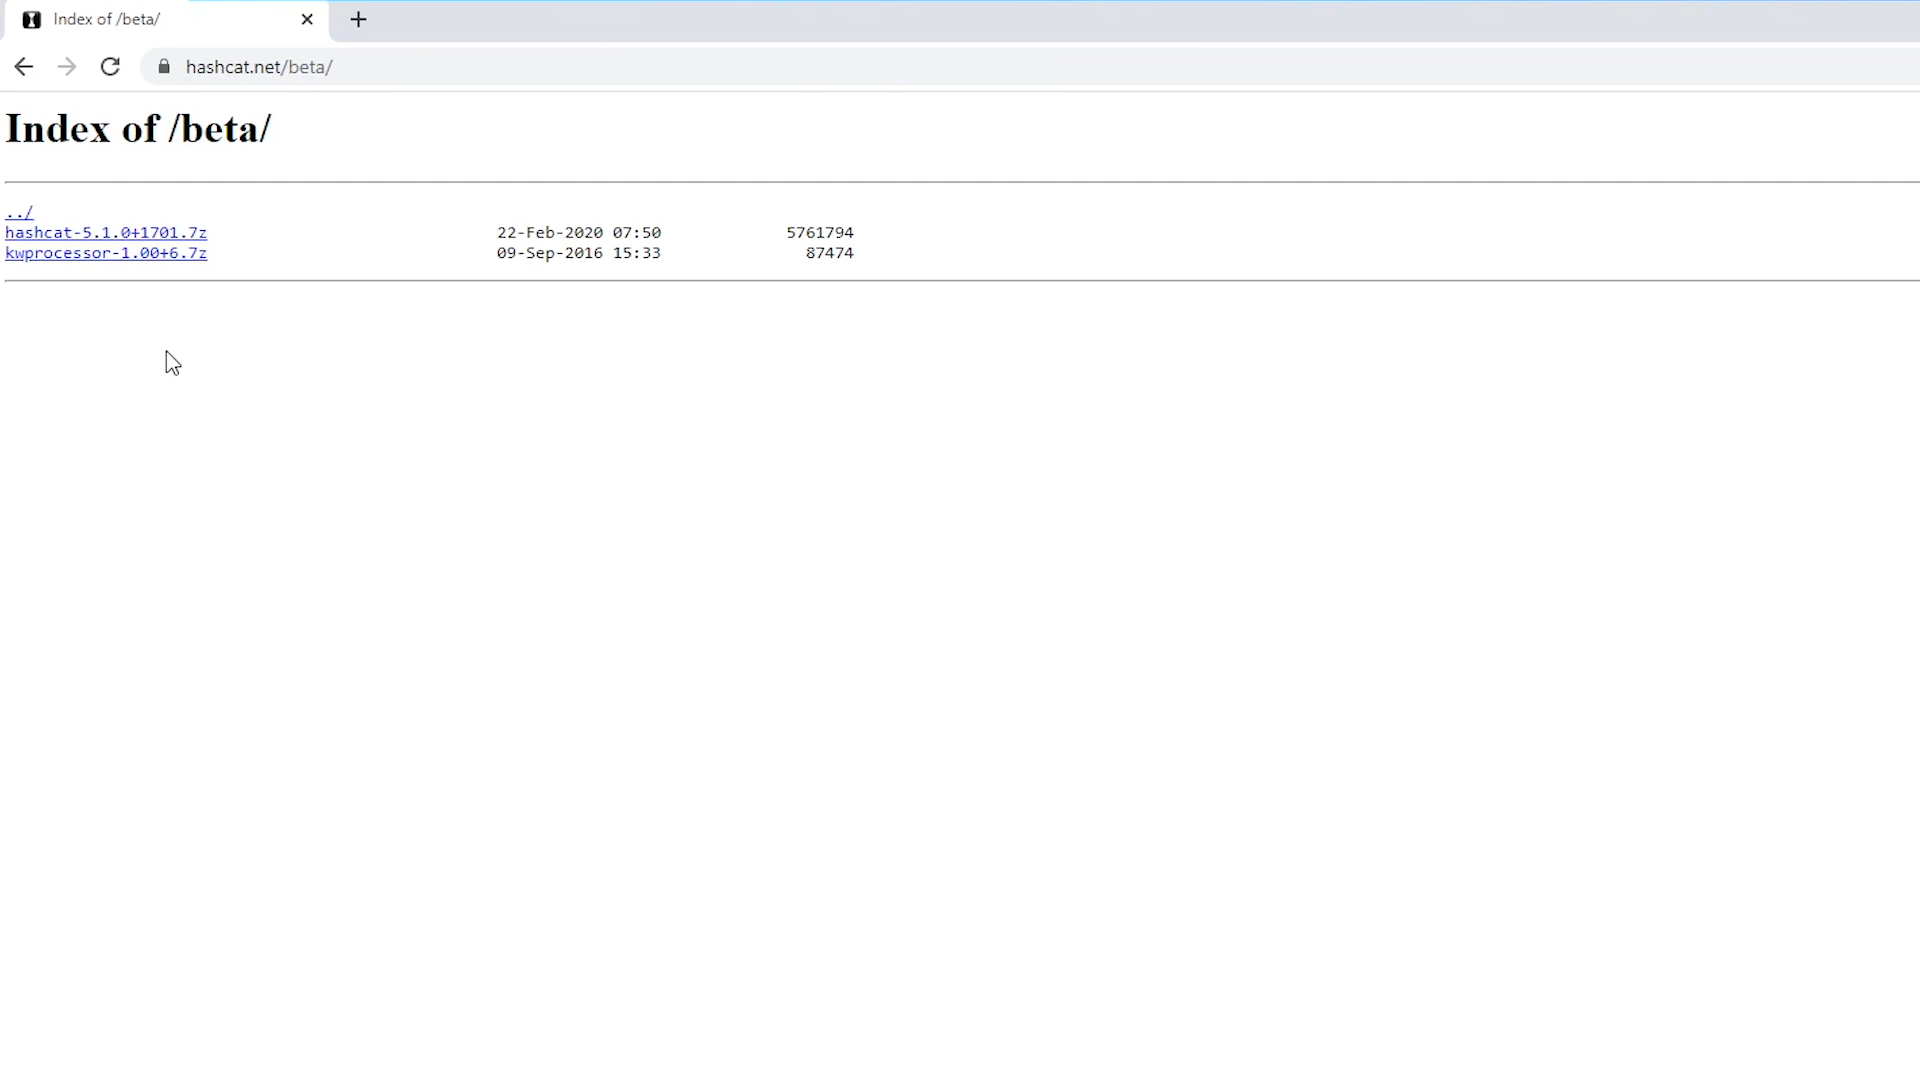 Index of /beta/
hashcat.net/beta/
Index of /beta/
../
hashcat-5.1.0+1701.7z 22-Feb-2020 07:50 5761794
kwprocessor-1.00+6.7z 09-Sep-2016 15:33 87474